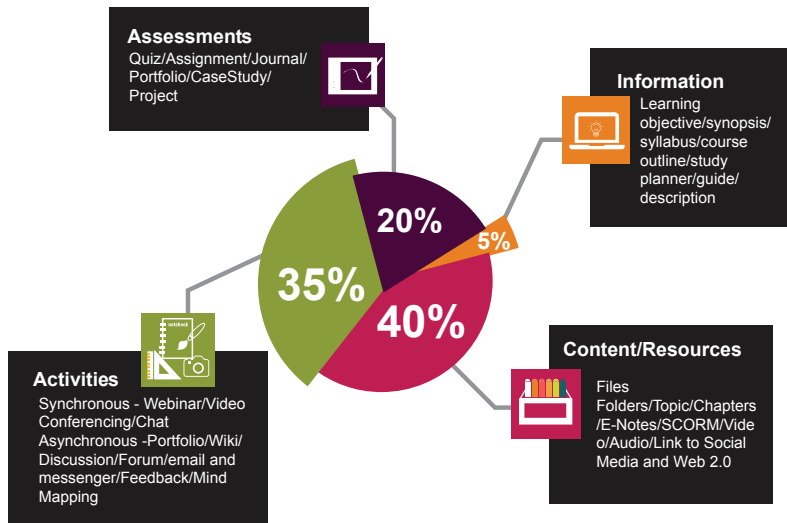 Assessments
Quiz/Assignment/Journal/
Portfolio/CaseStudy/
Project
Information
Learning
objective/synopsis/
syllabus/course
outline/study
planner/guide/
description
20%
5%
35%
40%
notebook
Activities
Synchronous - Webinar/Video
Conferencing/Chat
Asynchronous -Portfolio/Wiki/
Discussion/Forum/email and
messenger/Feedback/Mind
Mapping
Content/Resources
Files
Folders/Topic/Chapters
/E-Notes/SCORM/Vide
o/Audio/Link to Social
Media and Web 2.0